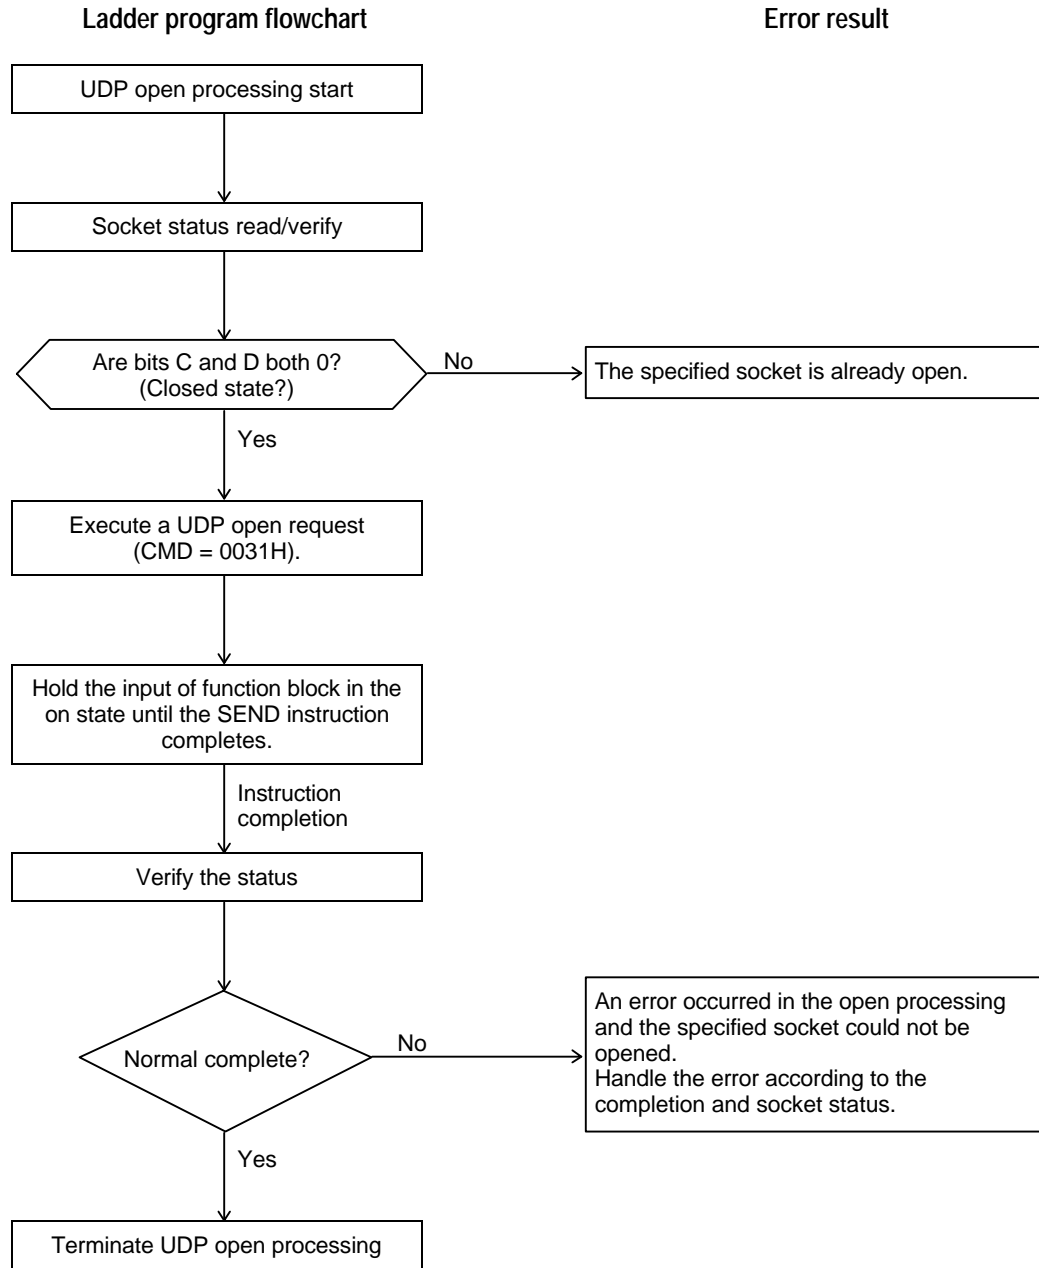 Ladder program flowchart
Error result
UDP open processing start
Socket status read/verify
Are bits C and D both 0?
(Closed state?)
No
The specified socket is already open.
Yes
Execute a UDP open request
(CMD = 0031H).
Hold the input of function block in the
on state until the SEND instruction
completes.
Instruction
completion
Verify the status
Normal complete?
No
An error occurred in the open processing
and the specified socket could not be
opened.
Handle the error according to the
completion and socket status.
Yes
Terminate UDP open processing